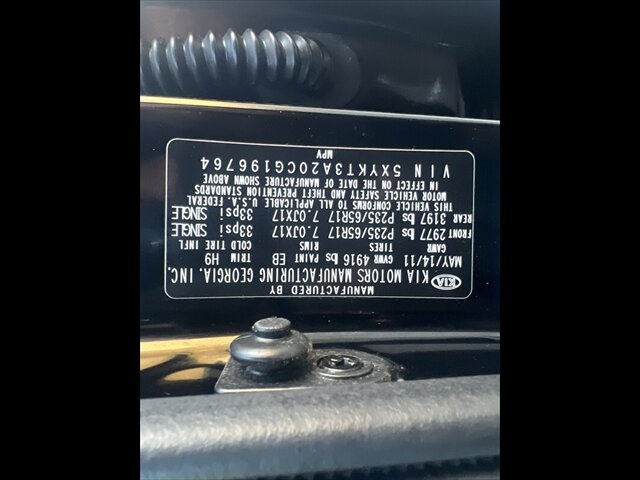 MANUFACTURED BY
KIA KIA MOTORS MANUFACTURING GEORGIA, INC.
MAY/14/11 GVWR 4916 lbs PAINT EB TRIM H9
GAWR TIRES RIMS COLD TIRE INFL
FRONT 2977 lbs P235/65R17 7.0JX17 33psi SINGLE
REAR 3197 lbs P235/65R17 7.0JX17 33psi SINGLE
THIS VEHICLE CONFORMS TO ALL APPLICABLE U.S.A. FEDERAL
MOTOR VEHICLE SAFETY AND THEFT PREVENTION STANDARDS
IN EFFECT ON THE DATE OF MANUFACTURE SHOWN ABOVE
VIN 5XYKT3A20CG196764
MPV